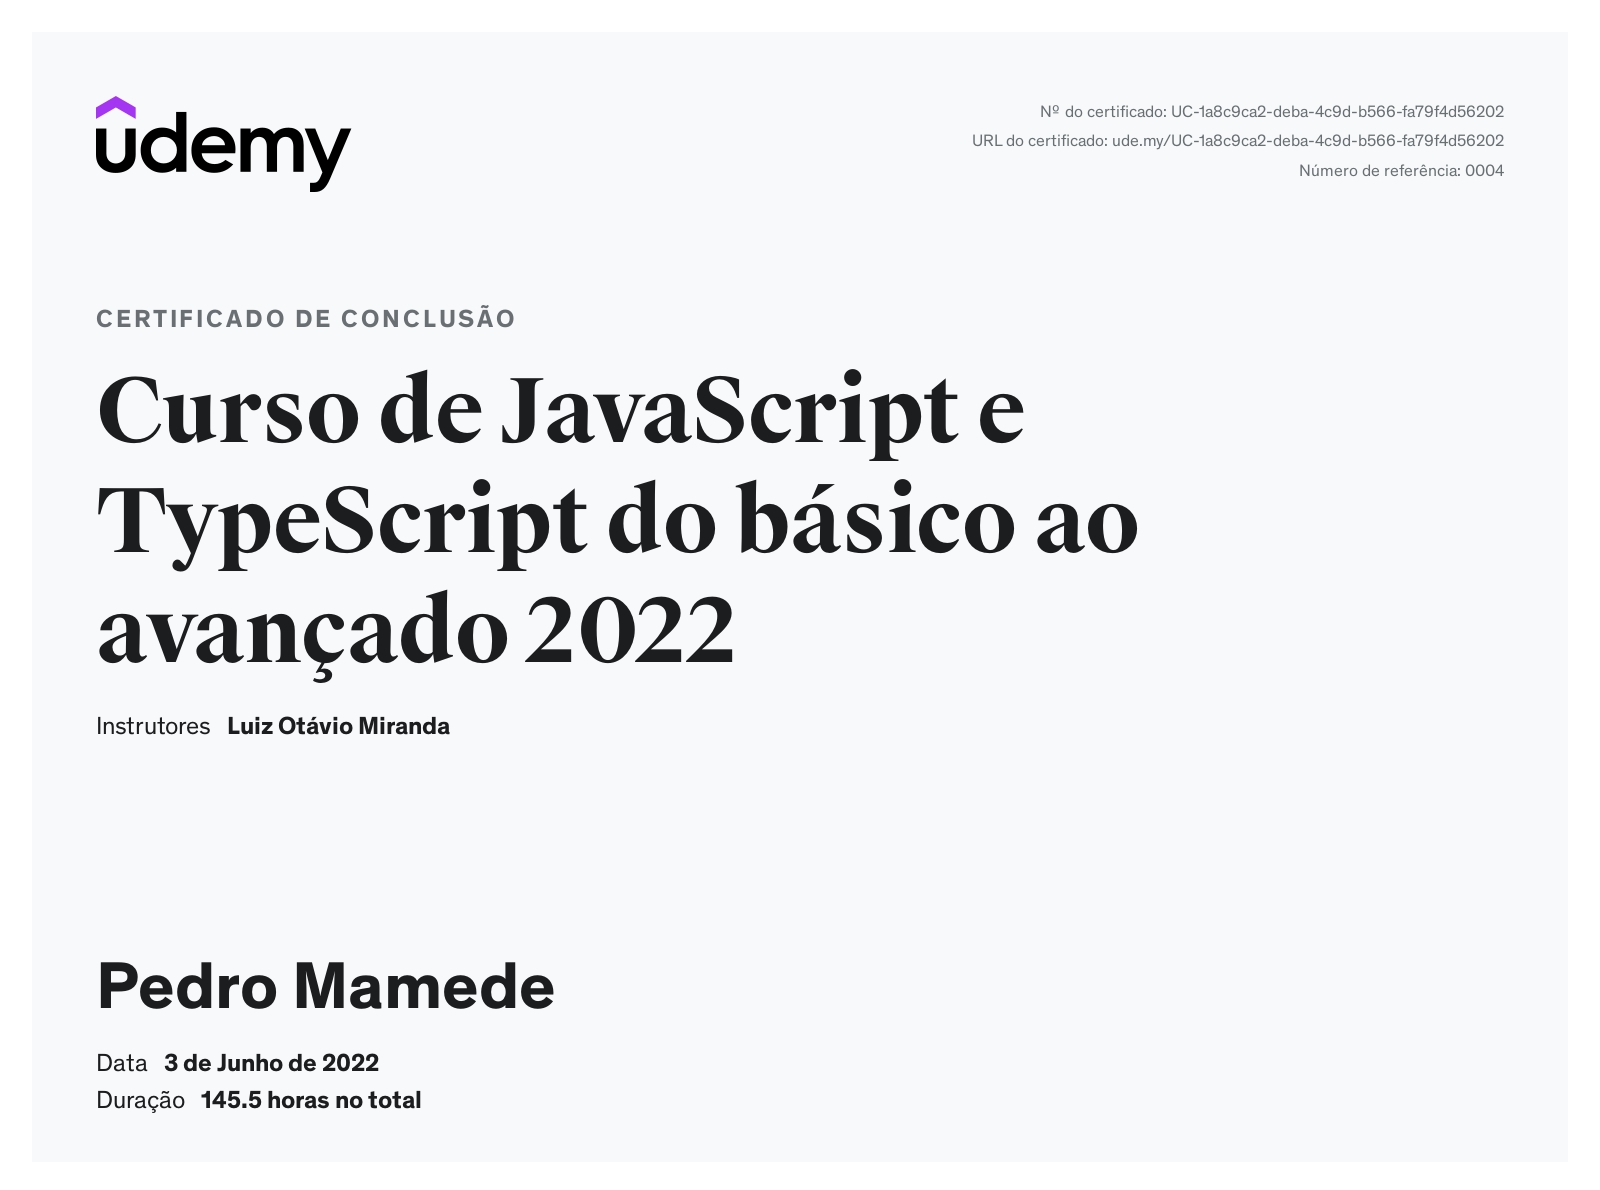 udemy
Nº do certificado: UC-1a8c9ca2-deba-4c9d-b566-fa79f4d56202
URL do certificado: ude.my/UC-1a8c9ca2-deba-4c9d-b566-fa79f4d56202
Número de referência: 0004
CERTIFICADO DE CONCLUSÃO
Curso de JavaScript e
TypeScript do básico ao
avançado 2022
Instrutores Luiz Otávio Miranda
Pedro Mamede
Data 3 de Junho de 2022
Duração 145.5 horas no total